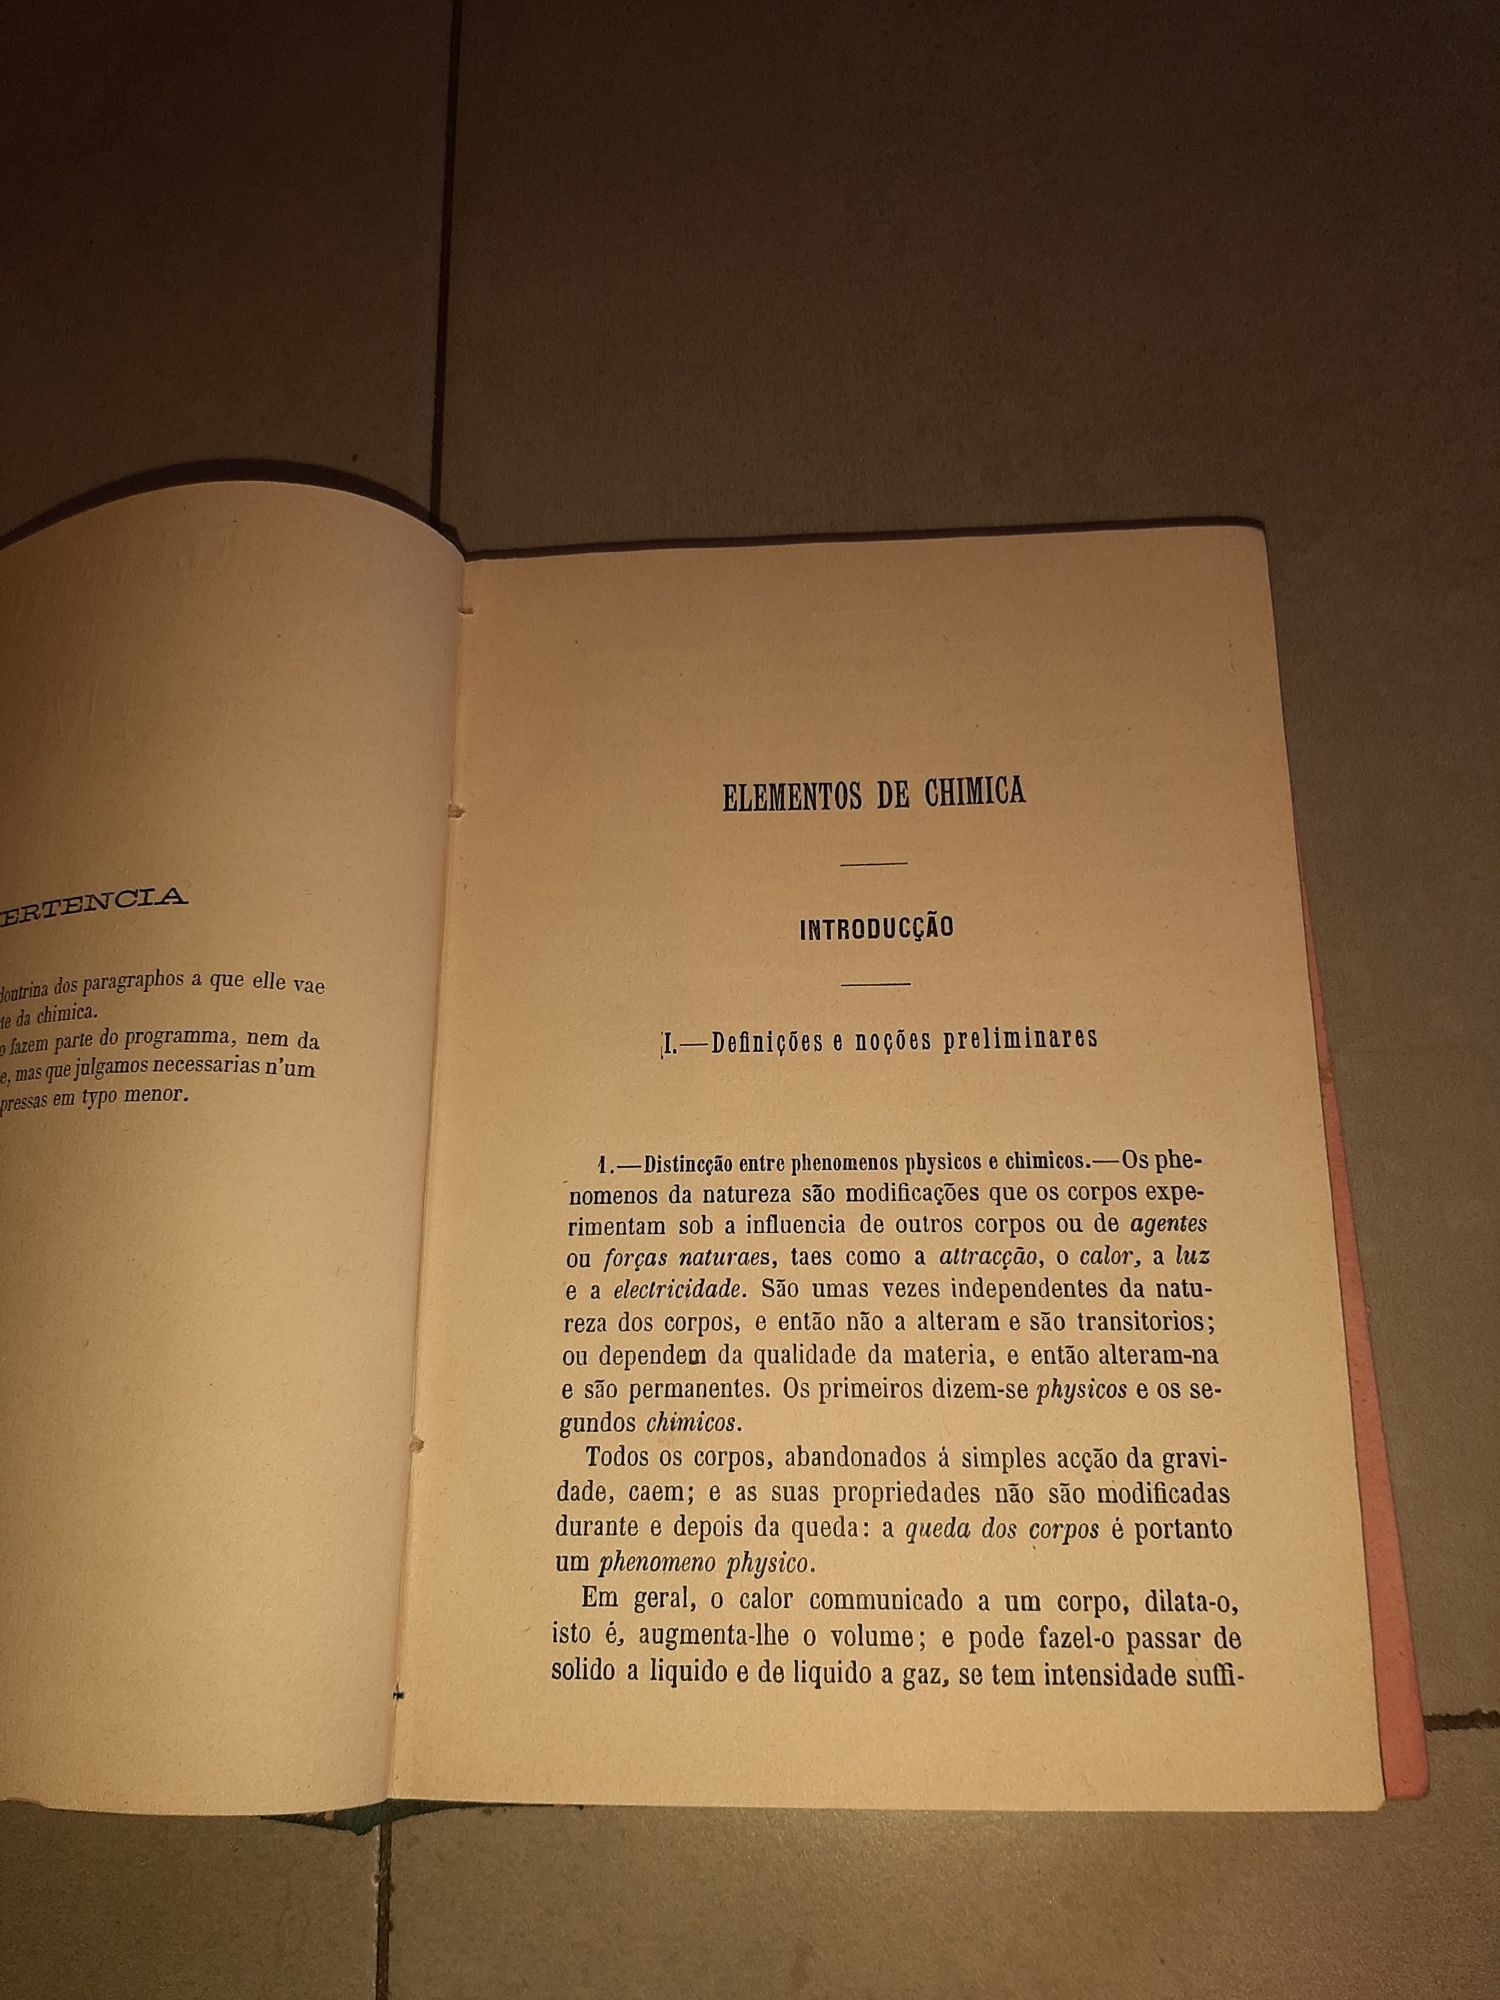 ERTENCIA
doutrina dos paragraphos a que elle vae
da chimica.
fazem parte do programma, nem da
e, mas que julgamos necessarias n'um
pressas em typo menor.
ELEMENTOS DE CHIMICA
INTRODUCÇÃO
I.—Definições e noções preliminares
1.—Distincção entre phenomenos physicos e chimicos.—Os phe-
nomenos da natureza são modificações que os corpos expe-
rimentam sob a influencia de outros corpos ou de agentes
ou forças naturaes, taes como a attracção, o calor, a luz
e a electricidade. São umas vezes independentes da natu-
reza dos corpos, e então não a alteram e são transitorios;
ou dependem da qualidade da materia, e então alteram-na
e são permanentes. Os primeiros dizem-se physicos e os se-
gundos chimicos.
Todos os corpos, abandonados á simples acção da gravi-
dade, caem; e as suas propriedades não são modificadas
durante e depois da queda: a queda dos corpos é portanto
um phenomeno physico.
Em geral, o calor communicado a um corpo, dilata-o,
isto é, augmenta-lhe o volume; e pode fazel-o passar de
solido a liquido e de liquido a gaz, se tem intensidade suffi-